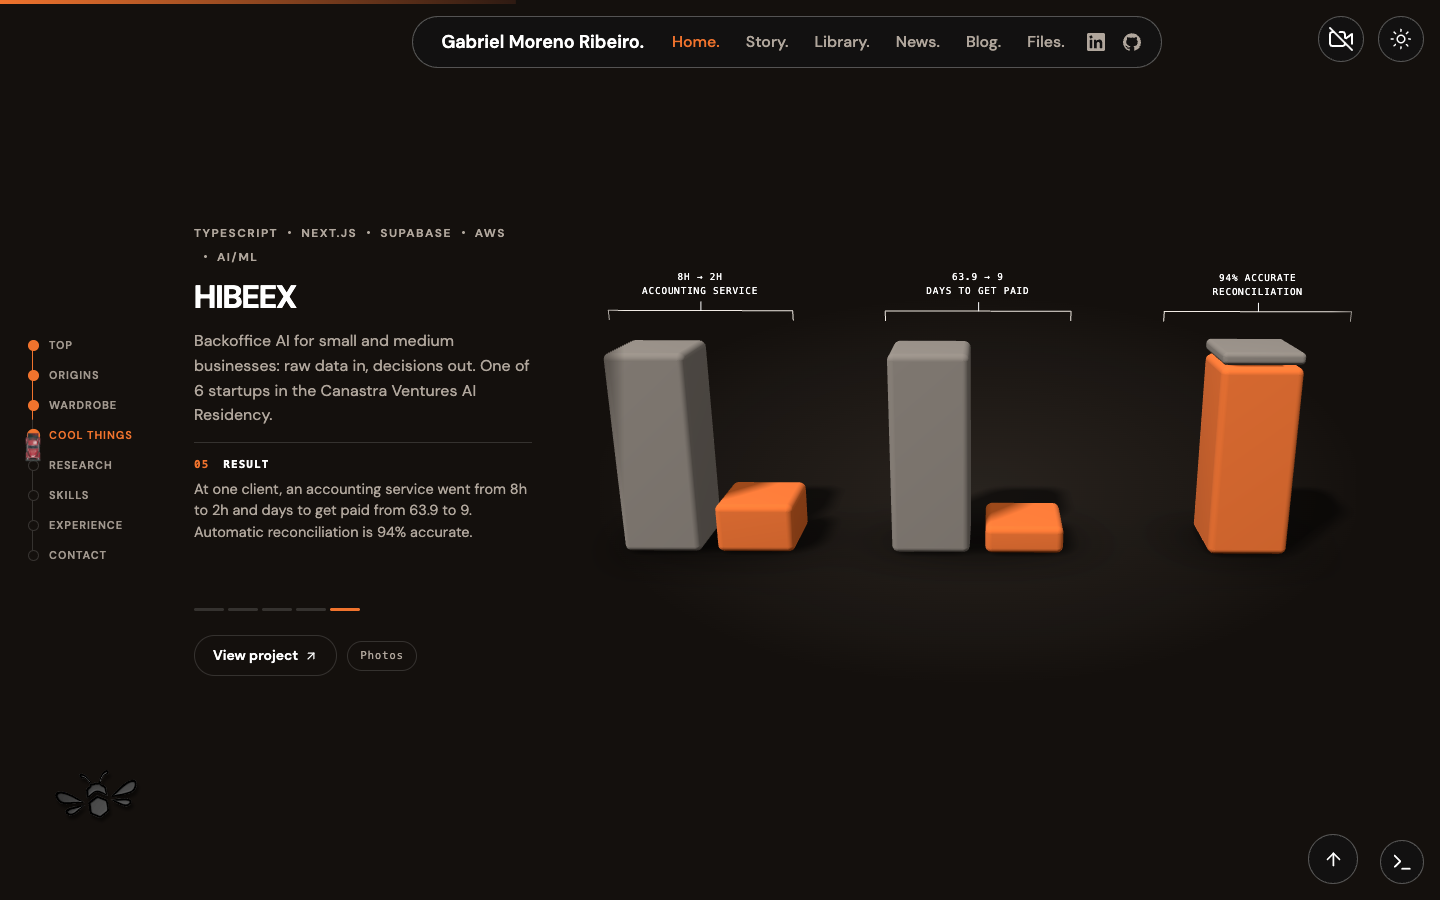 Gabriel Moreno Ribeiro. Home. Story. Library. News. Blog. Files.
TYPESCRIPT • NEXT.JS • SUPABASE • AWS
• AI/ML
HIBEEX
Backoffice AI for small and medium
businesses: raw data in, decisions out. One of
6 startups in the Canastra Ventures AI
Residency.
05 RESULT
At one client, an accounting service went from 8h
to 2h and days to get paid from 63.9 to 9.
Automatic reconciliation is 94% accurate.
View project ↗ Photos
TOP
ORIGINS
WARDROBE
COOL THINGS
RESEARCH
SKILLS
EXPERIENCE
CONTACT
8H → 2H
ACCOUNTING SERVICE
63.9 → 9
DAYS TO GET PAID
94% ACCURATE
RECONCILIATION